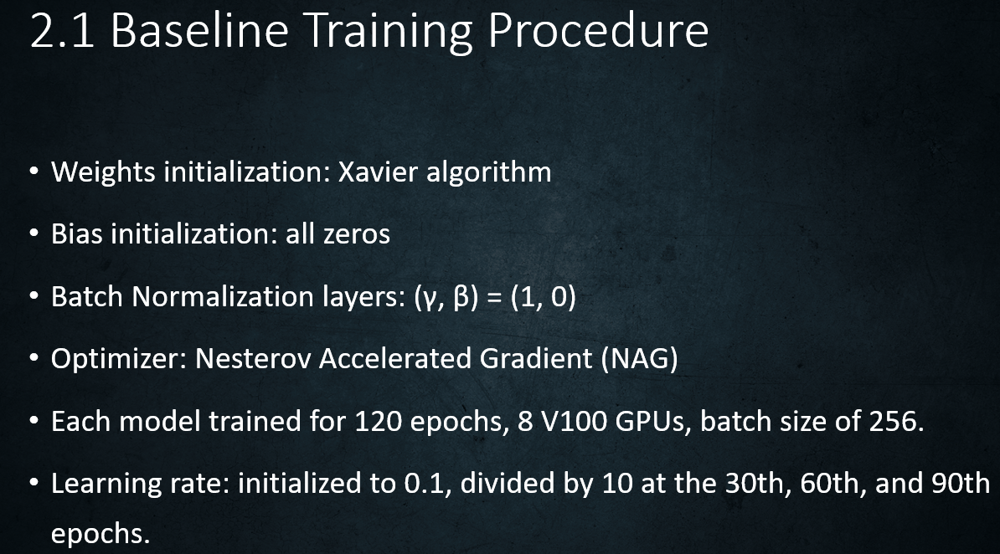 2.1 Baseline Training Procedure
• Weights initialization: Xavier algorithm
• Bias initialization: all zeros
• Batch Normalization layers: (γ, β) = (1, 0)
• Optimizer: Nesterov Accelerated Gradient (NAG)
• Each model trained for 120 epochs, 8 V100 GPUs, batch size of 256.
• Learning rate: initialized to 0.1, divided by 10 at the 30th, 60th, and 90th
epochs.